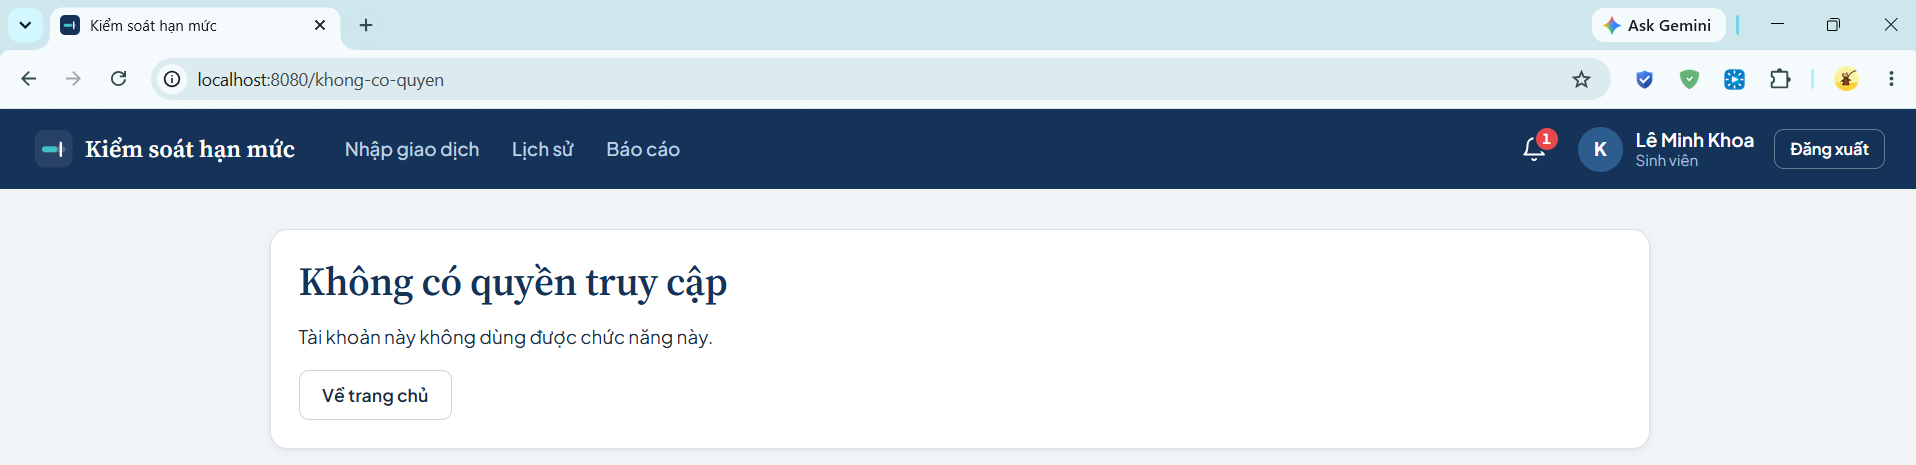 Kiểm soát hạn mức
Ask Gemini
localhost:8080/khong-co-quyen
Kiểm soát hạn mức
Nhập giao dịch
Lịch sử
Báo cáo
1
K
Lê Minh Khoa
Sinh viên
Đăng xuất
Không có quyền truy cập
Tài khoản này không dùng được chức năng này.
Về trang chủ